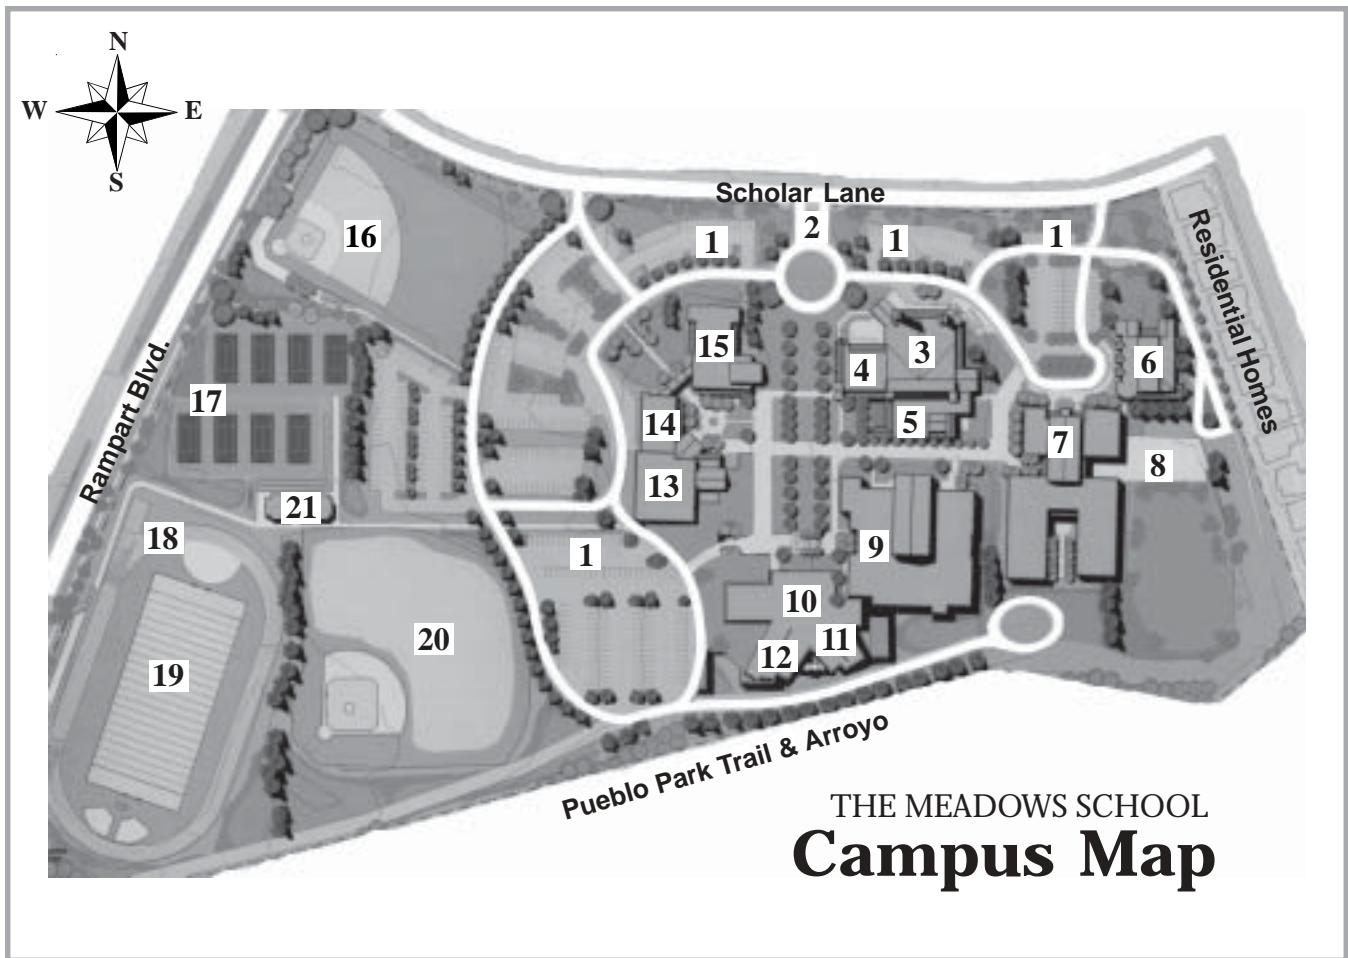 N
W E
S
Scholar Lane
2
16
1
1
1
Residential Homes
15
3
4
6
Rampart Blvd.
17
14
5
7
8
13
21
18
9
1
10
20
11
12
19
Pueblo Park Trail & Arroyo
THE MEADOWS SCHOOL
Campus Map